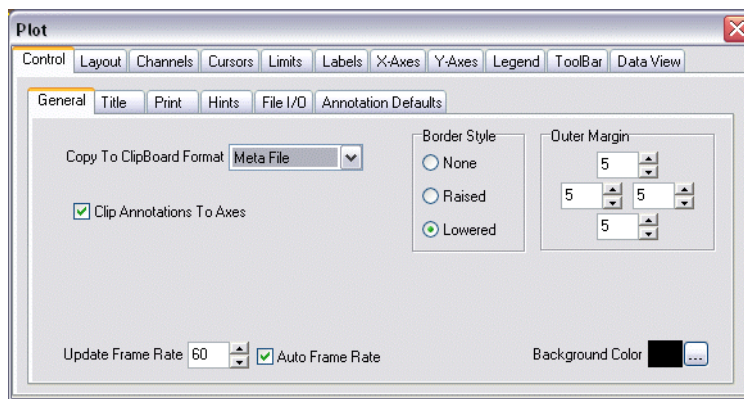 Plot
Control Layout Channels Cursors Limits Labels X-Axes Y-Axes Legend ToolBar Data View
General Title Print Hints File I/O Annotation Defaults
Copy To ClipBoard Format Meta File
Border Style
Outer Margin
None
5
Clip Annotations To Axes
Raised
5 5
Lowered
5
Update Frame Rate 60 Auto Frame Rate
Background Color ...